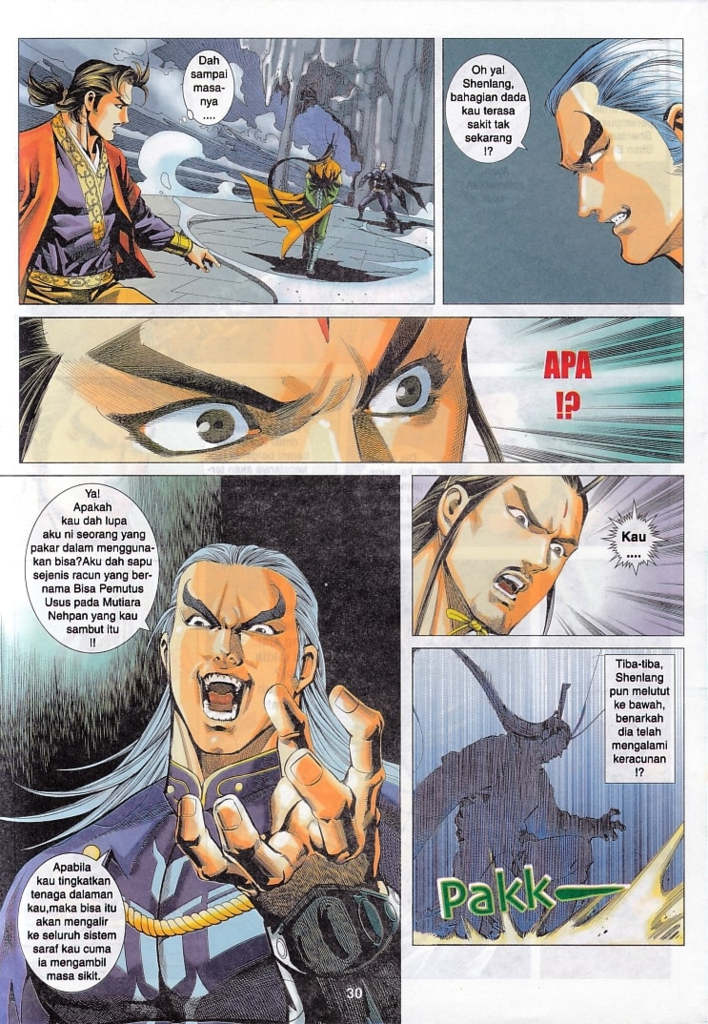 Dah
sampai
masa-
nya
....
Oh ya!
Shenlang,
bahagian dada
kau terasa
sakit tak
sekarang
!?
APA
!?
Ya!
Apakah
kau dah lupa
aku ni seorang yang
pakar dalam mengguna-
kan bisa?Aku dah sapu
sejenis racun yang ber-
nama Bisa Pemutus
Usus pada Mutiara
Nehpan yang kau
sambut itu
!!
Kau
....
Tiba-tiba,
Shenlang
pun melutut
ke bawah,
benarkah
dia telah
mengalami
keracunan
!?
Pakk
Apabila
kau tingkatkan
tenaga dalaman
kau,maka bisa itu
akan mengalir
ke seluruh sistem
saraf kau cuma
ia mengambil
masa sikit.
30